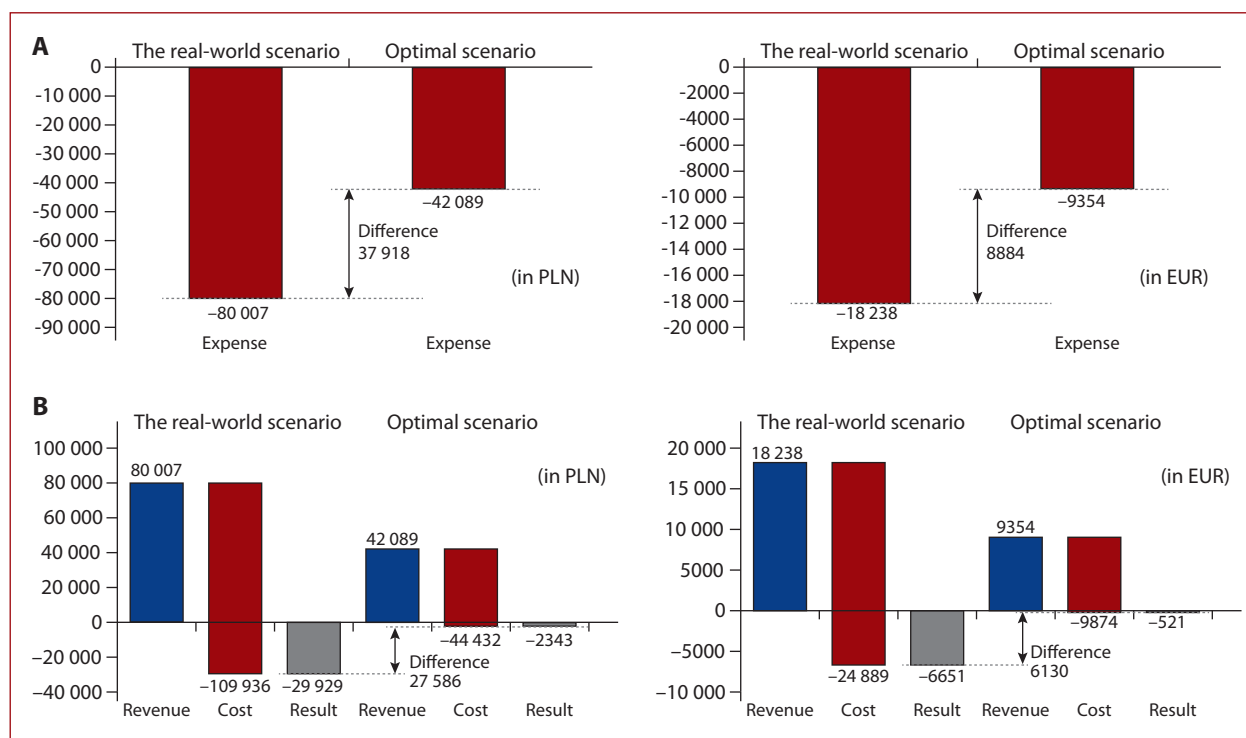 A
The real-world scenario Optimal scenario
0
-10 000
-20 000
-30 000
-40 000
-50 000
-60 000
-70 000
-80 000
-90 000
–42 089
Difference
37 918
(in PLN)
–80 007
Expense Expense
The real-world scenario Optimal scenario
0
-2000
-4000
-6000
-8000
-10 000
-12 000
-14 000
-16 000
-18 000
-20 000
–9354
Difference
8884
(in EUR)
–18 238
Expense Expense
B
The real-world scenario Optimal scenario
100 000
80 000
60 000
40 000
20 000
0
–20 000
–40 000
80 007
(in PLN)
42 089
–44 432 –2343
Difference
27 586
–109 936 –29 929
Revenue Cost Result Revenue Cost Result
The real-world scenario Optimal scenario
20 000
15 000
10 000
5000
0
–5000
–10 000
18 238
(in EUR)
9354
–9874 –521
Difference
6130
–24 889 –6651
Revenue Cost Result Revenue Cost Result